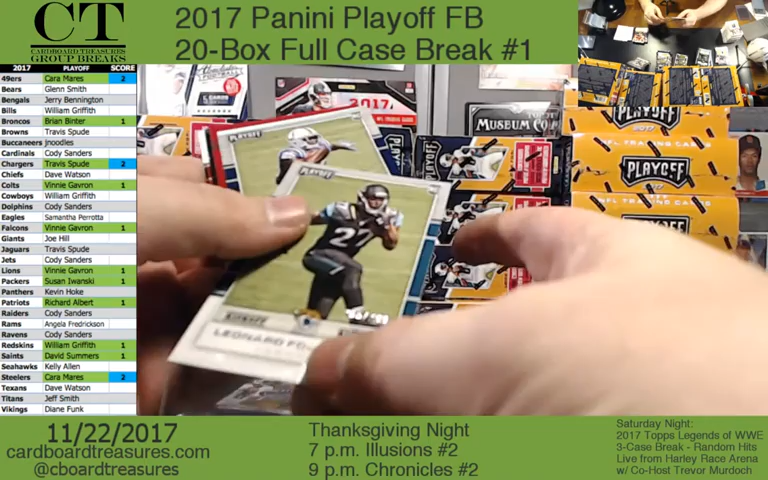 CT
CARDBOARD TREASURES
GROUP BREAKS
2017 Panini Playoff FB
20-Box Full Case Break #1
2017 PLAYOFF SCORE
49ers Cara Mares 2
Bears Glenn Smith
Bengals Jerry Bennington
Bills William Griffith
Broncos Brian Binter 1
Browns Travis Spude
Buccaneers Jnoodles
Cardinals Cody Sanders
Chargers Travis Spude 2
Chiefs Dave Watson
Colts Vinnie Gavron 1
Cowboys William Griffith
Dolphins Cody Sanders
Eagles Samantha Perrotta
Falcons Vinnie Gavron 1
Giants Joe Hill
Jaguars Travis Spude
Jets Cody Sanders
Lions Vinnie Gavron 1
Packers Susan Iwanski 1
Panthers Kevin Hoke
Patriots Richard Albert 1
Raiders Cody Sanders
Rams Angela Fredrickson
Ravens Cody Sanders
Redskins William Griffith 1
Saints David Summers 1
Seahawks Kelly Allen
Steelers Cara Mares 2
Texans Dave Watson
Titans Jeff Smith
Vikings Diane Funk
2017
MUSEUM
PLAYOFF
2017
PLAYOFF
PLAYOFF
PLAYOFF
PLAYOFF
27
LEONARD
11/22/2017
cardboardtreasures.com
@cboardtreasures
Thanksgiving Night
7 p.m. Illusions #2
9 p.m. Chronicles #2
Saturday Night:
2017 Topps Legends of WWE
3-Case Break - Random Hits
Live from Harley Race Arena
w/ Co-Host Trevor Murdoch